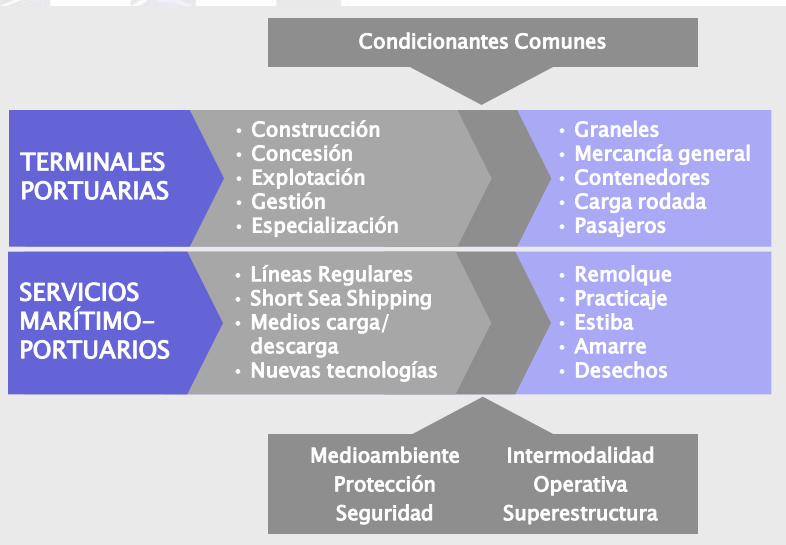 Condicionantes Comunes
TERMINALES
PORTUARIAS
• Construcción
• Concesión
• Explotación
• Gestión
• Especialización
• Graneles
• Mercancía general
• Contenedores
• Carga rodada
• Pasajeros
SERVICIOS
MARÍTIMO-
PORTUARIOS
• Líneas Regulares
• Short Sea Shipping
• Medios carga/
descarga
• Nuevas tecnologías
• Remolque
• Practicaje
• Estiba
• Amarre
• Desechos
Medioambiente
Protección
Seguridad
Intermodalidad
Operativa
Superestructura